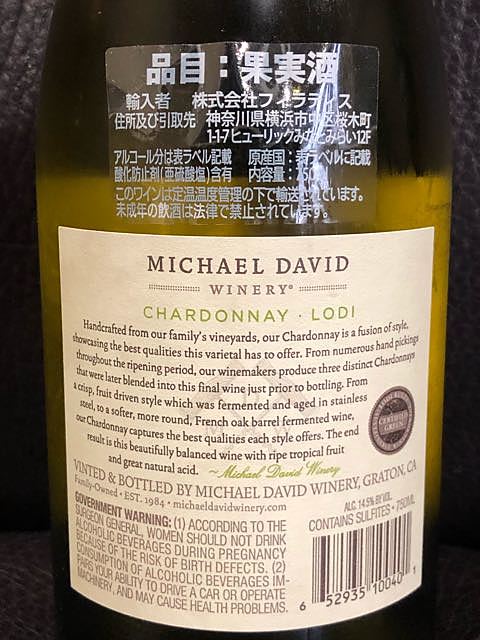 品目：果実酒
輸入者　株式会社フィラディス
住所及び引取先　神奈川県横浜市中区桜木町
1-1-7ヒューリックみなとみらい12F
アルコール分は表ラベル記載　原産国：表ラベルに記載
酸化防止剤(亜硫酸塩)含有　内容量：750
このワインは定温温度管理の下で輸送されています。
未成年の飲酒は法律で禁止されています。
MICHAEL DAVID
WINERY®
CHARDONNAY · LODI
Handcrafted from our family's vineyards, our Chardonnay is a fusion of style,
showcasing the best qualities this varietal has to offer. From numerous hand pickings
throughout the ripening period, our winemakers produce three distinct Chardonnays
that were later blended into this final wine just prior to bottling. From
a crisp, fruit driven style which was fermented and aged in stainless
steel, to a softer, more round, French oak barrel fermented wine,
our Chardonnay captures the best qualities each style offers. The end
result is this beautifully balanced wine with ripe tropical fruit
and great natural acid. ~Michael David Winery
CERTIFIED
GREEN
VINTED & BOTTLED BY MICHAEL DAVID WINERY, GRATON, CA
Family-Owned • EST. 1984 • michaeldavidwinery.com
GOVERNMENT WARNING: (1) ACCORDING TO THE
SURGEON GENERAL, WOMEN SHOULD NOT DRINK
ALCOHOLIC BEVERAGES DURING PREGNANCY
BECAUSE OF THE RISK OF BIRTH DEFECTS. (2)
CONSUMPTION OF ALCOHOLIC BEVERAGES IM-
PAIRS YOUR ABILITY TO DRIVE A CAR OR OPERATE
MACHINERY, AND MAY CAUSE HEALTH PROBLEMS.
ALC. 14.5% BY VOL.
CONTAINS SULFITES • 750ML
6 52935 10040 1